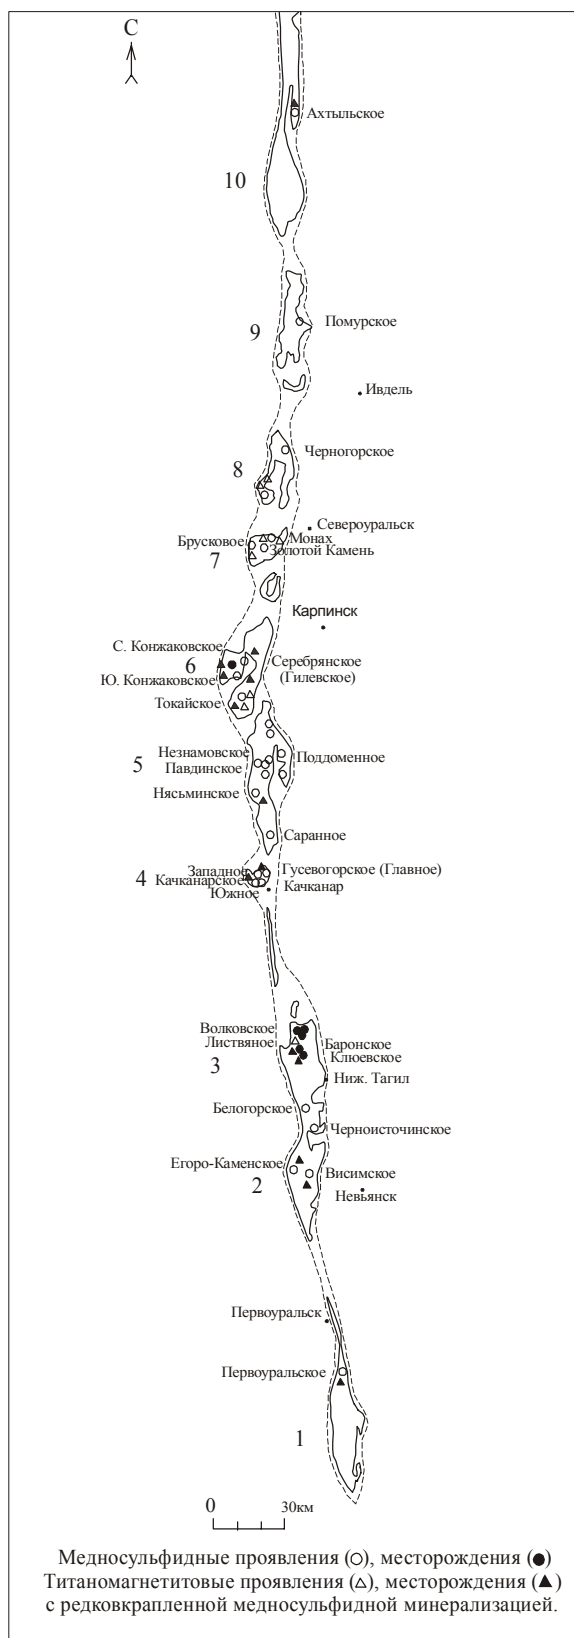 С
Ахтыльское
10
Помурское
9
Ивдель
Черногорское
8
Североуральск
Брусковое
Монах
Золотой Камень
7
Карпинск
С. Конжаковское
6
Серебрянское
(Гилевское)
Ю. Конжаковское
Токайское
Незнамовское
5
Поддоменное
Павдинское
Нясьминское
Саранное
Западное
Гусевогорское (Главное)
4
Качканарское
Качканар
Южное
Волковское
Листвяное
Баронское
3
Клюевское
Ниж. Тагил
Белогорское
Черноисточинское
Егоро-Каменское
Висимское
2
Невьянск
Первоуральск
Первоуральское
1
0
30км
Медносульфидные проявления (○), месторождения (●)
Титаномагнетитовые проявления (△), месторождения (▲)
с редковкрапленной медносульфидной минерализацией.